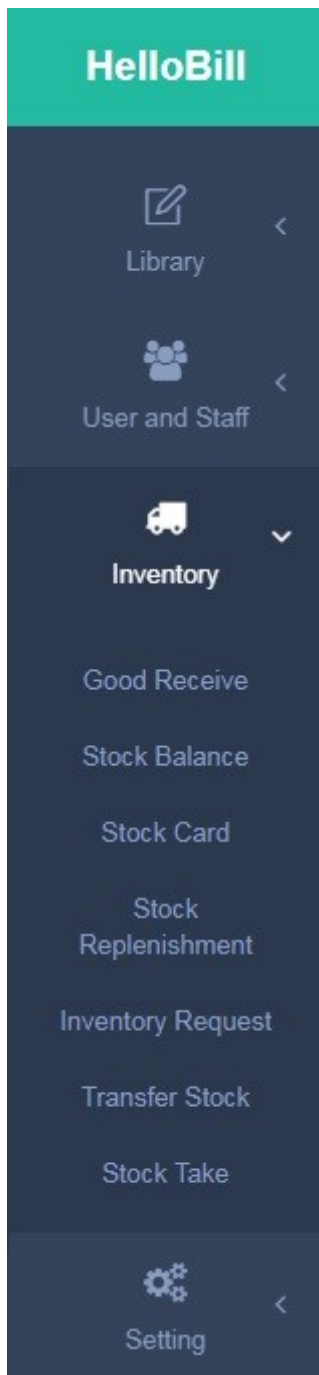 HelloBill
Library
User and Staff
Inventory
Good Receive
Stock Balance
Stock Card
Stock
Replenishment
Inventory Request
Transfer Stock
Stock Take
Setting